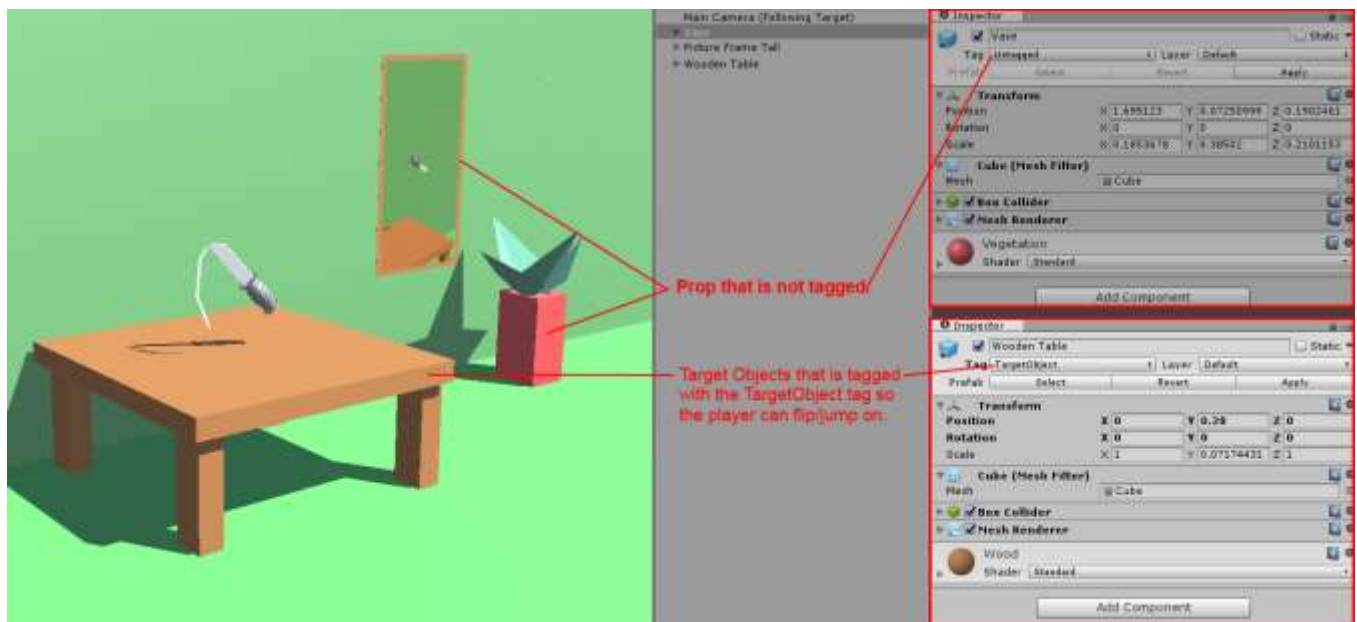 Main Camera (Following Target)
Vase
Picture Frame Tall
Wooden Table
Prop that is not tagged
Target Objects that is tagged
with the TargetObject tag so
the player can flip/jump on.
Inspector
Vase
Static
Tag Untagged Layer Default
Prefab Select Revert Apply
Transform
Position X 1.695123 Y Z
Rotation X 0 Y 0 Z 0
Scale X Y Z
Cube (Mesh Filter)
Mesh Cube
Box Collider
Mesh Renderer
Vegetation
Shader Standard
Add Component
Inspector
Wooden Table
Static
Tag TargetObject Layer Default
Prefab Select Revert Apply
Transform
Position X 0 Y 0.28 Z 0
Rotation X 0 Y 0 Z 0
Scale X 1 Y 0.07174431 Z 1
Cube (Mesh Filter)
Mesh Cube
Box Collider
Mesh Renderer
Wood
Shader Standard
Add Component